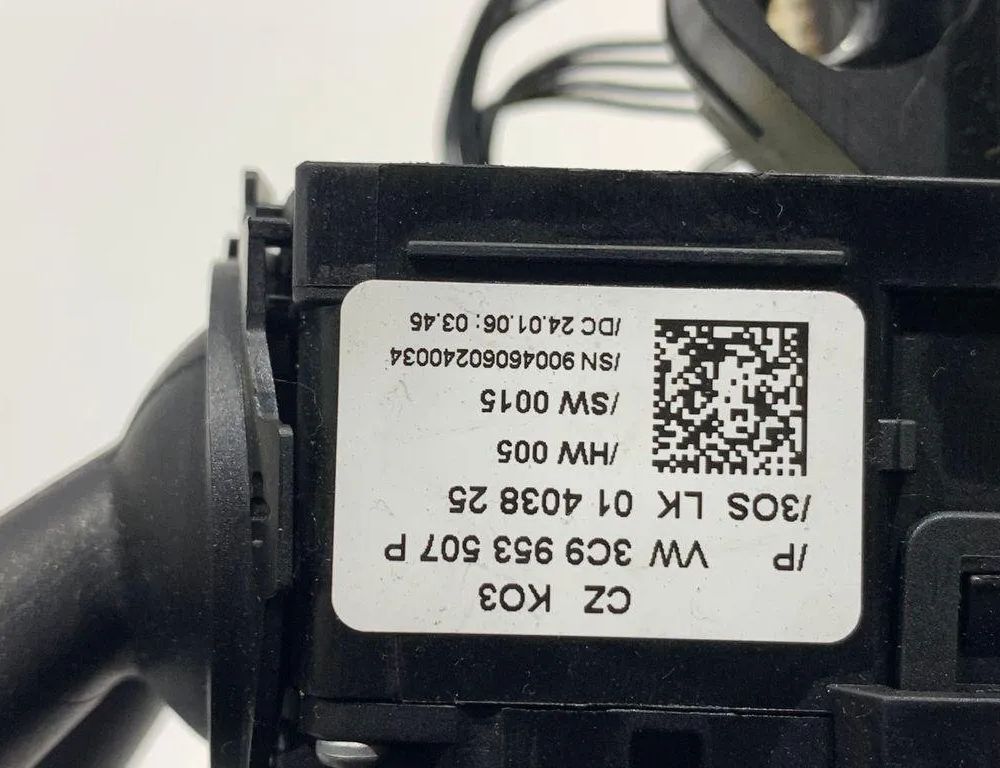 CZ KO3
/P VW 3C9 953 507 P
/3OS LK 01 4038 25
/HW 005
/SW 0015
/SN 90046060240034
/DC 24.01.06: 03.46